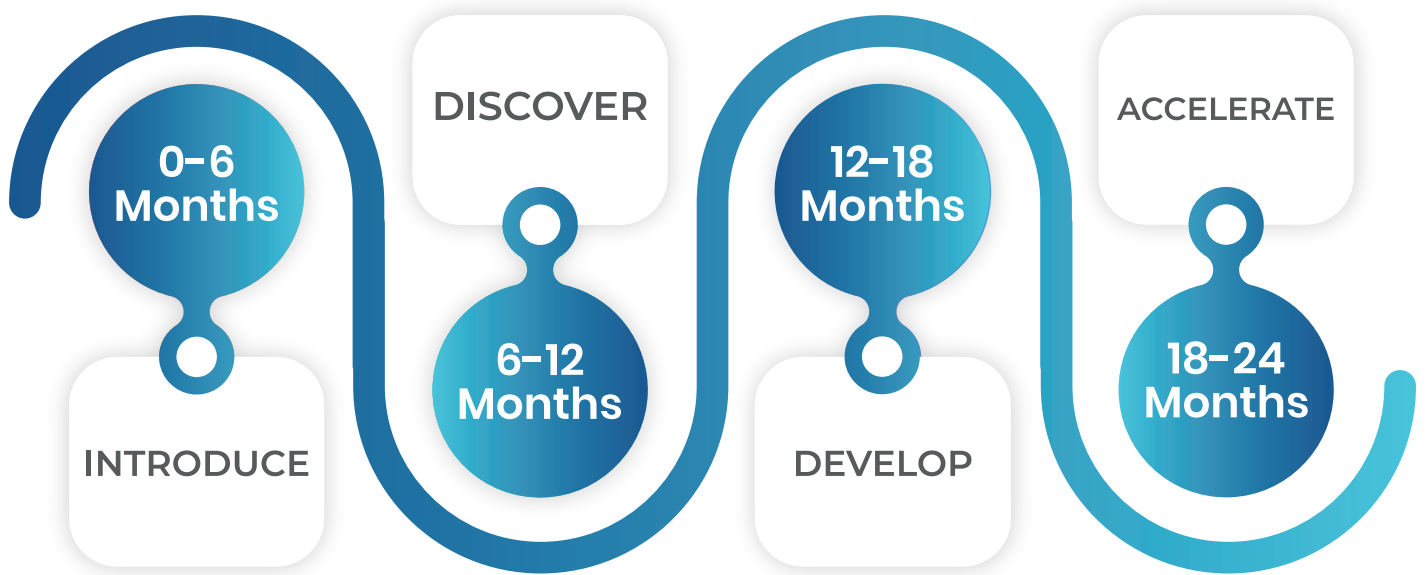 0-6
Months
INTRODUCE
DISCOVER
6-12
Months
12-18
Months
DEVELOP
ACCELERATE
18-24
Months